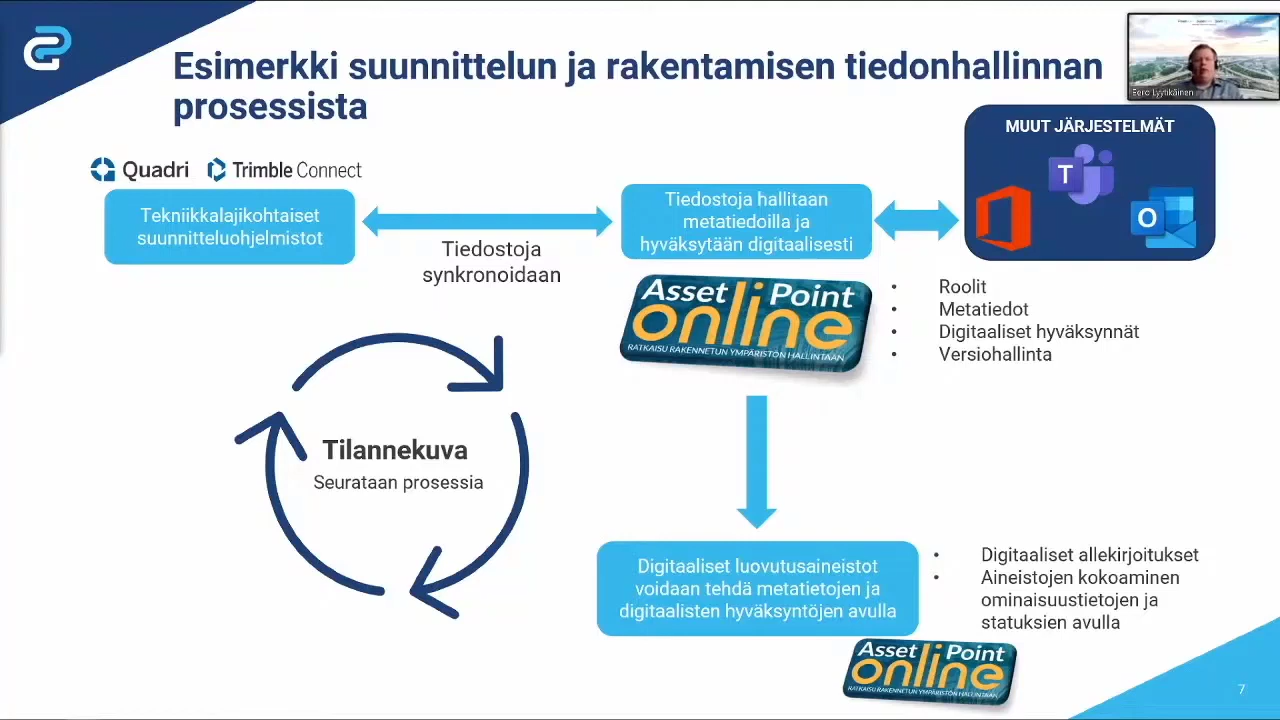 Esimerkki suunnittelun ja rakentamisen tiedonhallinnan
prosessista
Eero Lyytikäinen
MUUT JÄRJESTELMÄT
T
O
Quadri
Trimble Connect
Tekniikkalajikohtaiset
suunnitteluohjelmistot
Tiedostoja
synkronoidaan
Tiedostoja hallitaan
metatiedoilla ja
hyväksytään digitaalisesti
Asset Point
online
RATKAISU RAKENNETUN YMPÄRISTÖN HALLINTAAN
• Roolit
• Metatiedot
• Digitaaliset hyväksynnät
• Versiohallinta
Tilannekuva
Seurataan prosessia
Digitaaliset luovutusaineistot
voidaan tehdä metatietojen ja
digitaalisten hyväksyntöjen avulla
• Digitaaliset allekirjoitukset
• Aineistojen kokoaminen
ominaisuustietojen ja
statuksien avulla
Asset Point
online
RATKAISU RAKENNETUN YMPÄRISTÖN HALLINTAAN
7